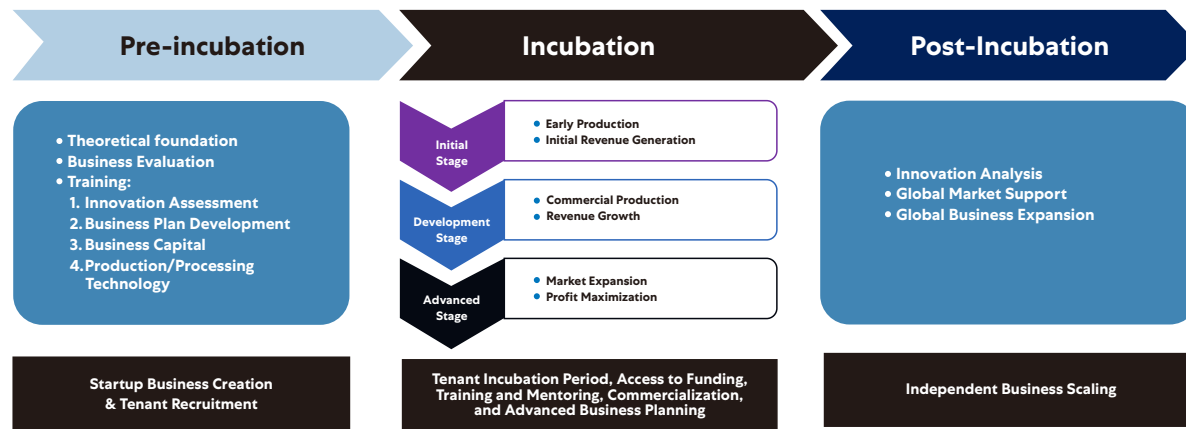 Pre-incubation
Incubation
Post-Incubation
• Theoretical foundation
• Business Evaluation
• Training:
1. Innovation Assessment
2. Business Plan Development
3. Business Capital
4. Production/Processing
Technology
Startup Business Creation
& Tenant Recruitment
Initial
Stage
• Early Production
• Initial Revenue Generation
Development
Stage
• Commercial Production
• Revenue Growth
Advanced
Stage
• Market Expansion
• Profit Maximization
Tenant Incubation Period, Access to Funding,
Training and Mentoring, Commercialization,
and Advanced Business Planning
• Innovation Analysis
• Global Market Support
• Global Business Expansion
Independent Business Scaling